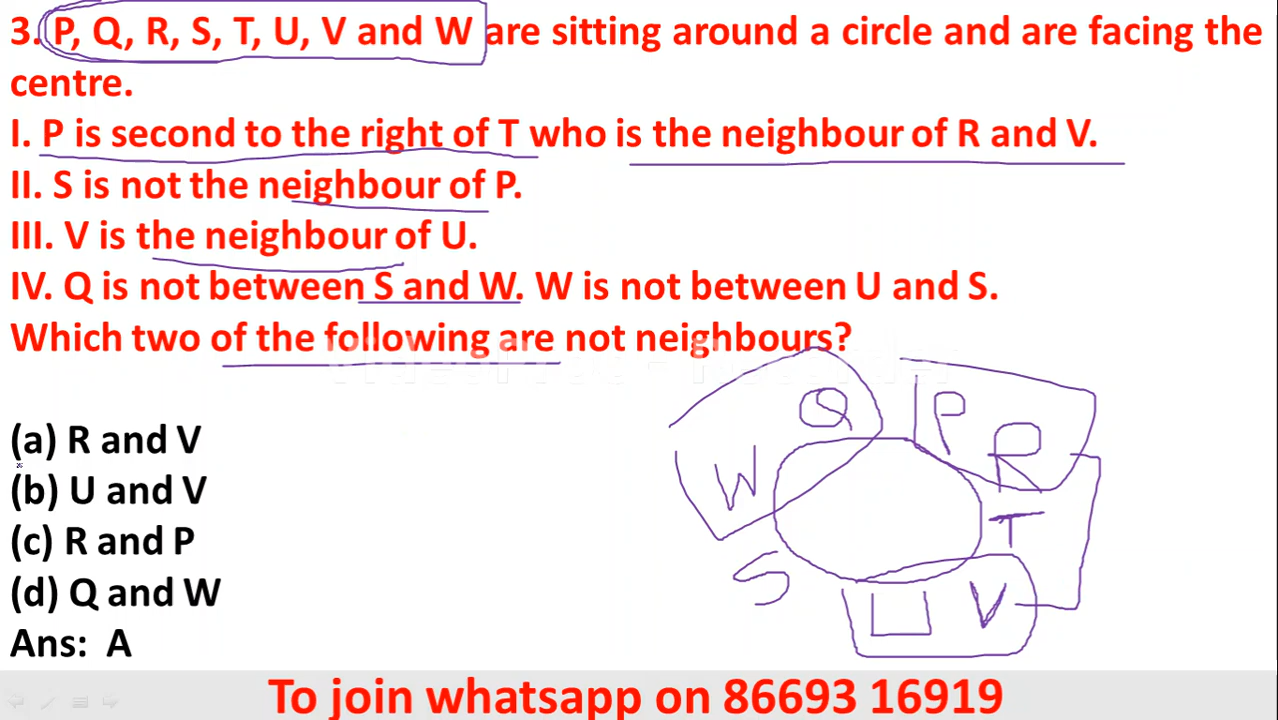 3. P, Q, R, S, T, U, V and W are sitting around a circle and are facing the
centre.
I. P is second to the right of T who is the neighbour of R and V.
II. S is not the neighbour of P.
III. V is the neighbour of U.
IV. Q is not between S and W. W is not between U and S.
Which two of the following are not neighbours?
(a) R and V
(b) U and V
(c) R and P
(d) Q and W
Ans: A
Q P
W R
T
S U V
To join whatsapp on 86693 16919